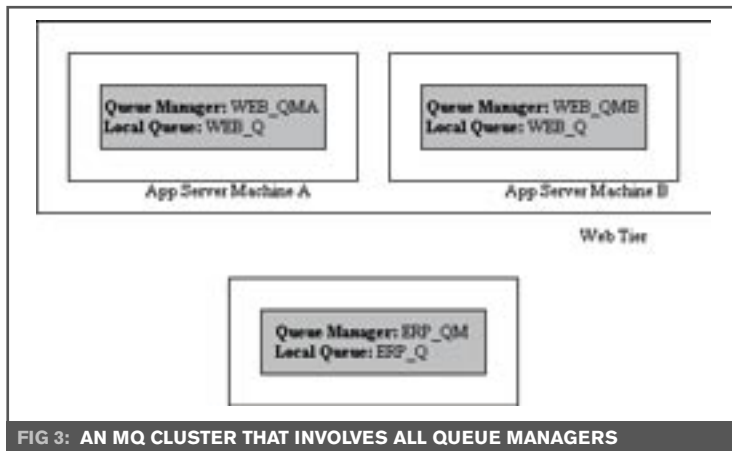 Queue Manager: WEB_QMA
Local Queue: WEB_Q
App Server Machine A
Queue Manager: WEB_QMB
Local Queue: WEB_Q
App Server Machine B
Web Tier
Queue Manager: ERP_QM
Local Queue: ERP_Q
FIG 3: AN MQ CLUSTER THAT INVOLVES ALL QUEUE MANAGERS